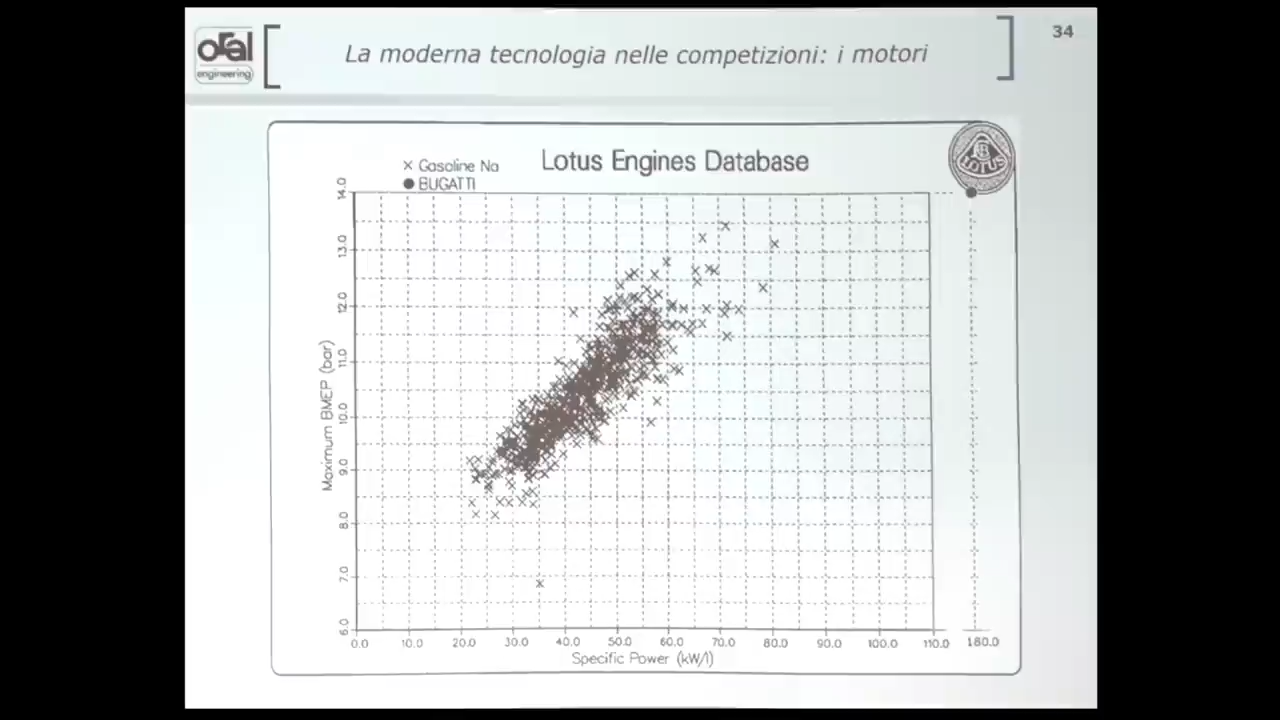 oral
engineering
La moderna tecnologia nelle competizioni: i motori
34
Lotus Engines Database
× Gasoline Na
● BUGATTI
LOTUS
Maximum BMEP (bar)
14.0
13.0
12.0
11.0
10.0
9.0
8.0
7.0
6.0
0.0 10.0 20.0 30.0 40.0 50.0 60.0 70.0 80.0 90.0 100.0 110.0 180.0
Specific Power (kW/l)